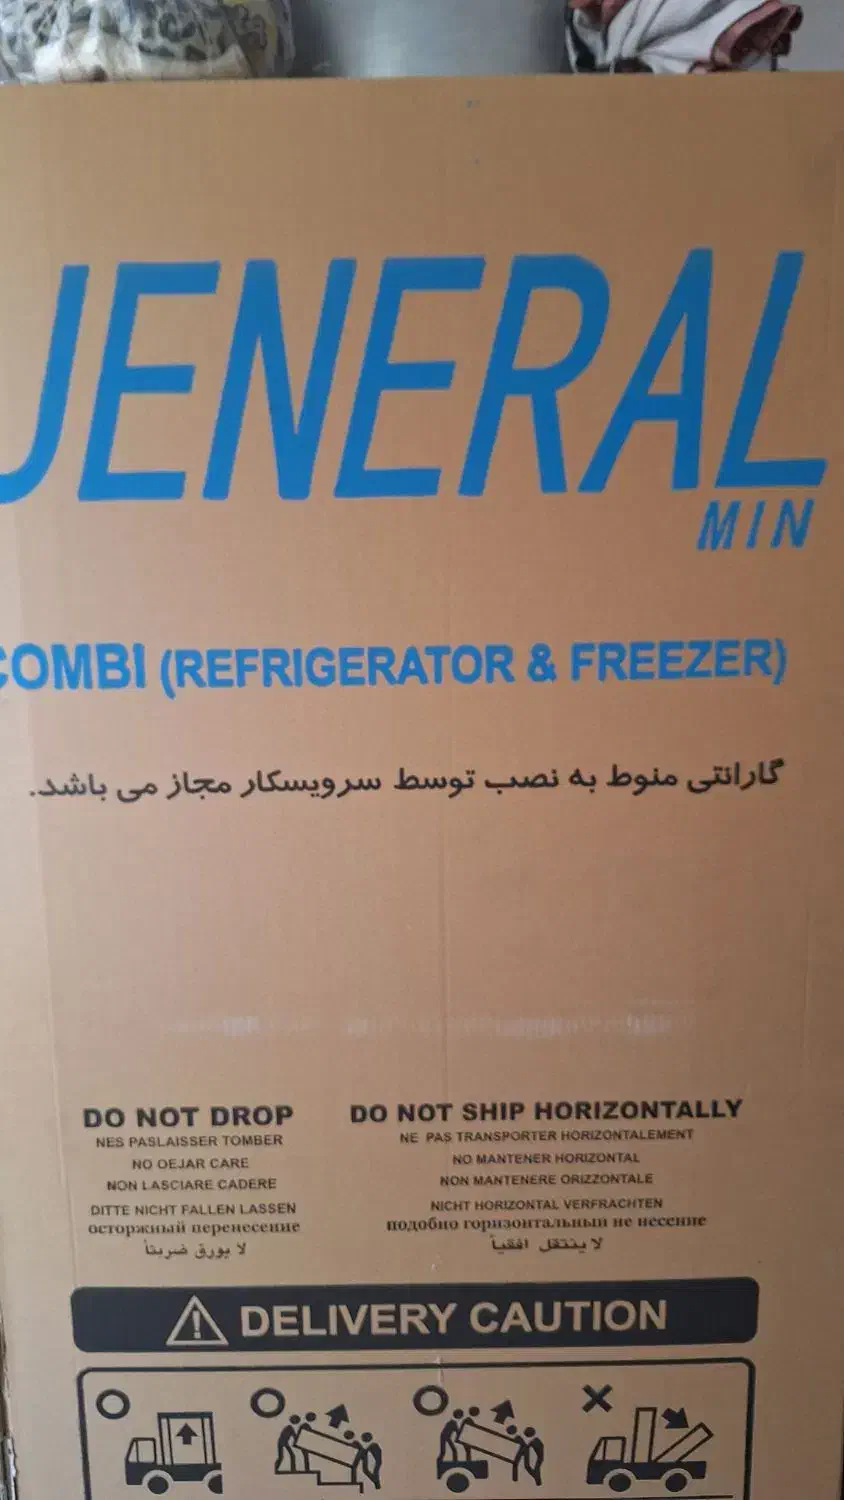 JENERAL
MIN
COMBI (REFRIGERATOR & FREEZER)
گارانتی منوط به نصب توسط سرویسکار مجاز می باشد.
DO NOT DROP
NES PASLAISSER TOMBER
NO OEJAR CARE
NON LASCIARE CADERE
DITTE NICHT FALLEN LASSEN
осторжный перенесение
لا يورق ضربتاً
DO NOT SHIP HORIZONTALLY
NE PAS TRANSPORTER HORIZONTALEMENT
NO MANTENER HORIZONTAL
NON MANTENERE ORIZZONTALE
NICHT HORIZONTAL VERFRACHTEN
подобно горизонтальныи не несение
لا ينتقل افقياً
DELIVERY CAUTION